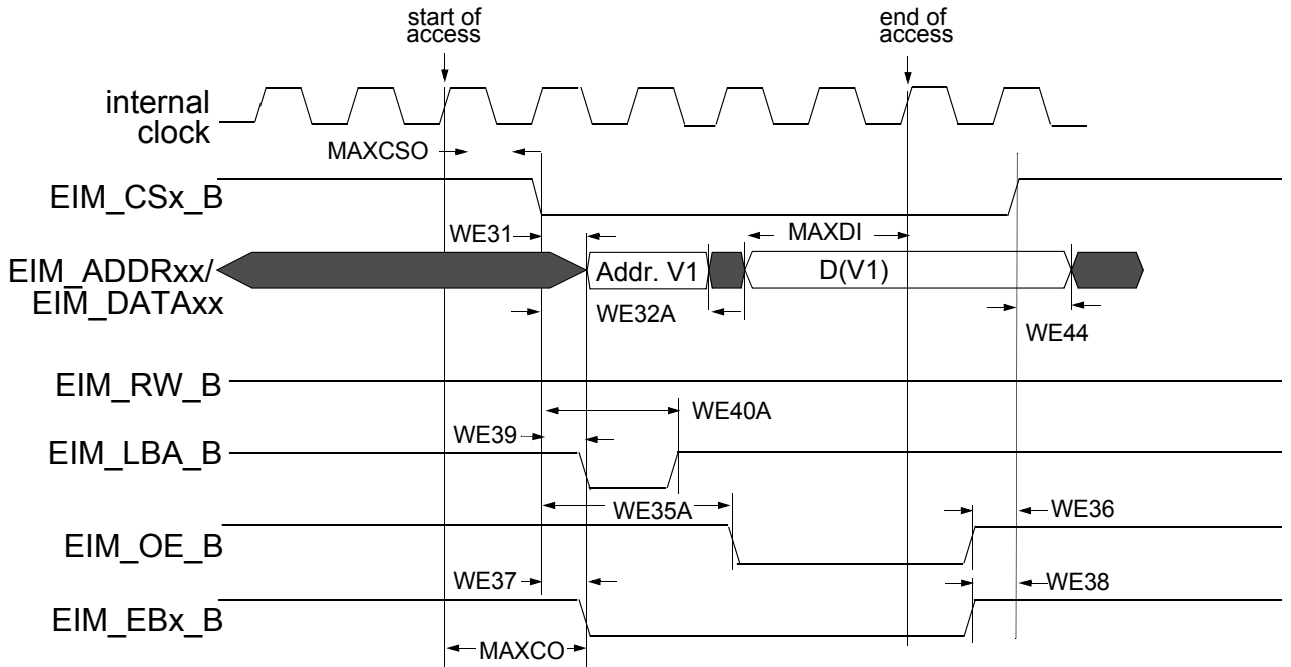 start of
access
end of
access
internal
clock
MAXCSO
EIM_CSx_B
WE31
MAXDI
EIM_ADDRxx/
EIM_DATAxx
Addr. V1
D(V1)
WE32A
WE44
EIM_RW_B
WE40A
WE39
EIM_LBA_B
WE35A
WE36
EIM_OE_B
WE37
WE38
EIM_EBx_B
MAXCO